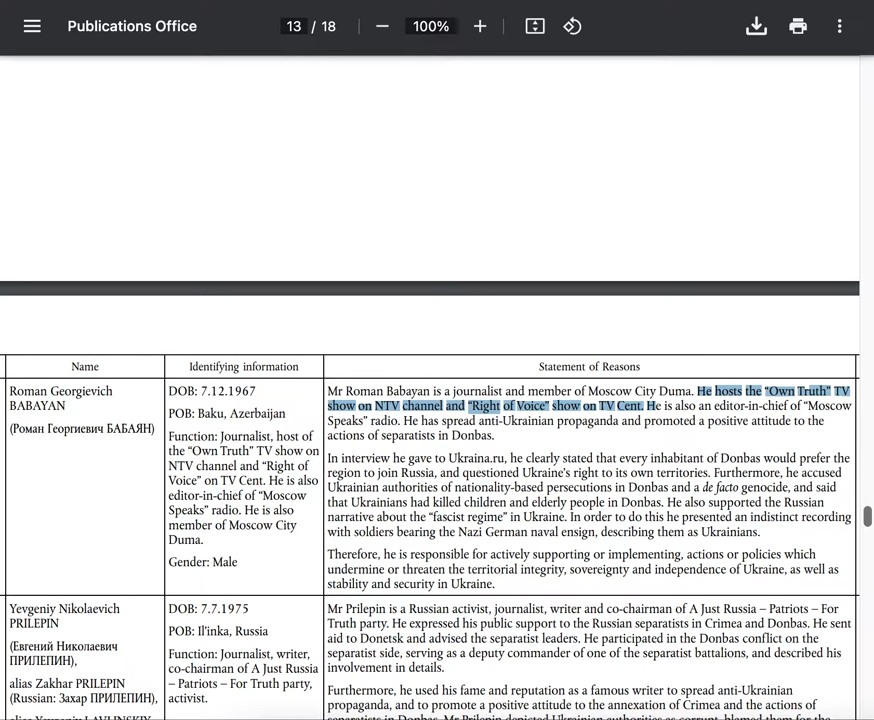 Publications Office
13 / 18
100%
Name
Identifying information
Statement of Reasons
Roman Georgievich
BABAYAN
(Роман Георгиевич БАБАЯН)
DOB: 7.12.1967
POB: Baku, Azerbaijan
Function: Journalist, host of
the “Own Truth” TV show on
NTV channel and “Right of
Voice” on TV Cent. He is also
editor-in-chief of “Moscow
Speaks” radio. He is also
member of Moscow City
Duma.
Gender: Male
Mr Roman Babayan is a journalist and member of Moscow City Duma. He hosts the “Own Truth” TV
show on NTV channel and “Right of Voice” show on TV Cent. He is also an editor-in-chief of “Moscow
Speaks” radio. He has spread anti-Ukrainian propaganda and promoted a positive attitude to the
actions of separatists in Donbas.
In interview he gave to Ukraina.ru, he clearly stated that every inhabitant of Donbas would prefer the
region to join Russia, and questioned Ukraine’s right to its own territories. Furthermore, he accused
Ukrainian authorities of nationality-based persecutions in Donbas and a de facto genocide, and said
that Ukrainians had killed children and elderly people in Donbas. He also supported the Russian
narrative about the “fascist regime” in Ukraine. In order to do this he presented an indistinct recording
with soldiers bearing the Nazi German naval ensign, describing them as Ukrainians.
Therefore, he is responsible for actively supporting or implementing, actions or policies which
undermine or threaten the territorial integrity, sovereignty and independence of Ukraine, as well as
stability and security in Ukraine.
Yevgeniy Nikolaevich
PRILEPIN
(Евгений Николаевич
ПРИЛЕПИН),
alias Zakhar PRILEPIN
(Russian: Захар ПРИЛЕПИН),
alias Yevgeniy LAVLINSKIY
DOB: 7.7.1975
POB: Il’inka, Russia
Function: Journalist, writer,
co-chairman of A Just Russia
– Patriots – For Truth party,
activist.
Mr Prilepin is a Russian activist, journalist, writer and co-chairman of A Just Russia – Patriots – For
Truth party. He expressed his public support to the Russian separatists in Crimea and Donbas. He sent
aid to Donetsk and advised the separatist leaders. He participated in the Donbas conflict on the
separatist side, serving as a deputy commander of one of the separatist battalions, and described his
involvement in details.
Furthermore, he used his fame and reputation as a famous writer to spread anti-Ukrainian
propaganda, and to promote a positive attitude to the annexation of Crimea and the actions of
separatists in Donbas. Mr Prilepin depicted Ukrainian authorities as corrupt, blamed them for the